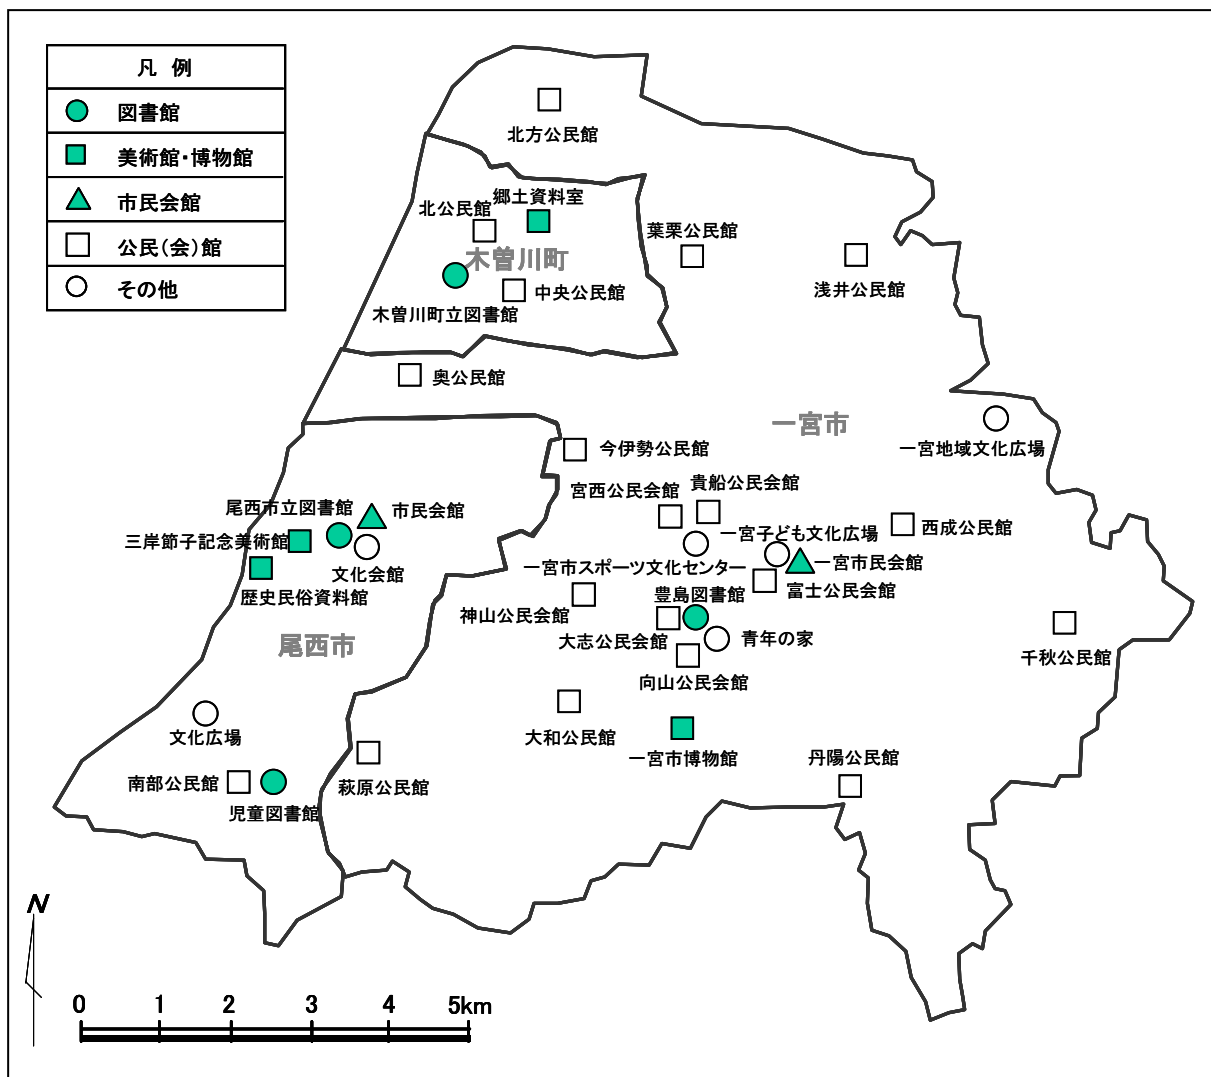 凡 例
図書館
美術館・博物館
市民会館
公民(会)館
その他
北方公民館
郷土資料室
北公民館
木曽川町
葉栗公民館
浅井公民館
中央公民館
木曽川町立図書館
奥公民館
一宮市
一宮地域文化広場
今伊勢公民館
宮西公民会館
貴船公民会館
尾西市立図書館
市民会館
三岸節子記念美術館
文化会館
歴史民俗資料館
一宮子ども文化広場
西成公民館
一宮市スポーツ文化センター
一宮市民会館
富士公民会館
豊島図書館
神山公民会館
大志公民会館
青年の家
尾西市
千秋公民館
向山公民会館
大和公民館
文化広場
一宮市博物館
丹陽公民館
南部公民館
萩原公民館
児童図書館
N
0 1 2 3 4 5km